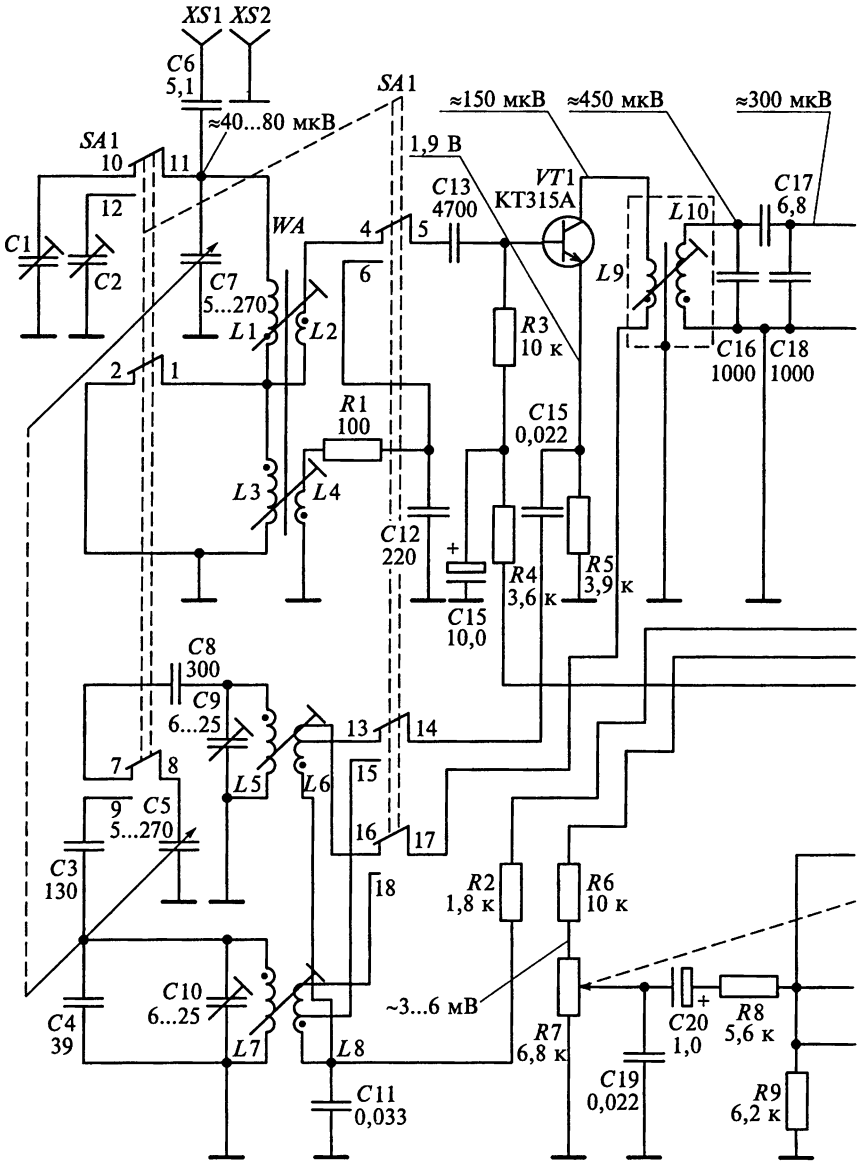 XS1 XS2
C6
5,1
SA1
≈40...80 мкВ
≈150 мкВ
≈450 мкВ
≈300 мкВ
SA1
10
11
12
1,9 В
C13
4700
VT1
КТ315А
C17
6,8
L10
C1
C2
C7
5...270
WA
4
5
6
L9
L1
L2
R3
10 к
C16
1000
C18
1000
2
1
R1
100
C15
0,022
L3
L4
C12
220
+
C15
10,0
R4
3,6 к
R5
3,9 к
C8
300
C9
6...25
13
14
7
8
L5
L6
15
9
C5
5...270
16
17
C3
130
18
R2
1,8 к
R6
10 к
C10
6...25
~3...6 мВ
C4
39
L7
L8
R7
6,8 к
C20
1,0
+
R8
5,6 к
C11
0,033
C19
0,022
R9
6,2 к